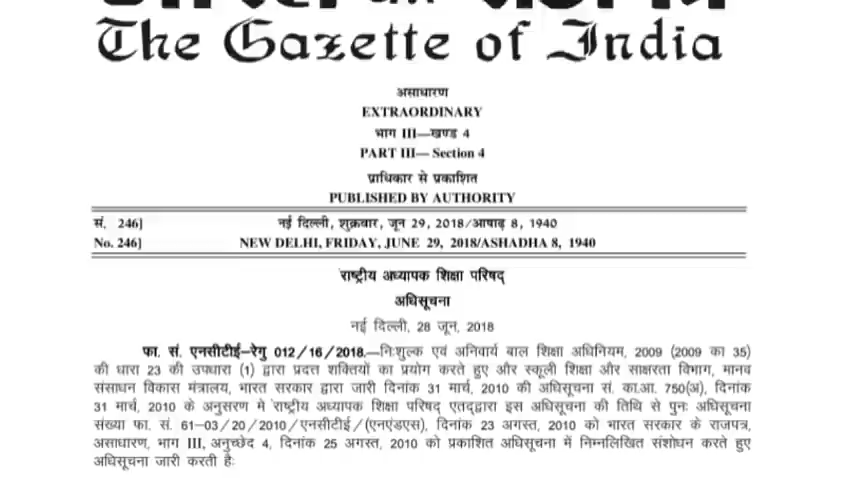 The Gazette of India
असाधारण
EXTRAORDINARY
भाग III—खण्ड 4
PART III— Section 4
प्राधिकार से प्रकाशित
PUBLISHED BY AUTHORITY
सं. 246] नई दिल्ली, शुक्रवार, जून 29, 2018/आषाढ़ 8, 1940
No. 246] NEW DELHI, FRIDAY, JUNE 29, 2018/ASHADHA 8, 1940
राष्ट्रीय अध्यापक शिक्षा परिषद्
अधिसूचना
नई दिल्ली, 28 जून, 2018
फा. सं. एनसीटीई–रेगु 012/16/2018.—निःशुल्क एवं अनिवार्य बाल शिक्षा अधिनियम, 2009 (2009 का 35)
की धारा 23 की उपधारा (1) द्वारा प्रदत्त शक्तियों का प्रयोग करते हुए और स्कूली शिक्षा और साक्षरता विभाग, मानव
संसाधन विकास मंत्रालय, भारत सरकार द्वारा जारी दिनांक 31 मार्च, 2010 की अधिसूचना सं. का.आ. 750(अ), दिनांक
31 मार्च, 2010 के अनुसरण मे राष्ट्रीय अध्यापक शिक्षा परिषद् एतद्द्वारा इस अधिसूचना की तिथि से पुनः अधिसूचना
संख्या फा. सं. 61–03/20/2010/एनसीटीई/(एनएंडएस), दिनांक 23 अगस्त, 2010 को भारत सरकार के राजपत्र,
असाधारण, भाग III, अनुच्छेद 4, दिनांक 25 अगस्त, 2010 को प्रकाशित अधिसूचना में निम्नलिखित संशोधन करते हुए
अधिसूचना जारी करती हैः